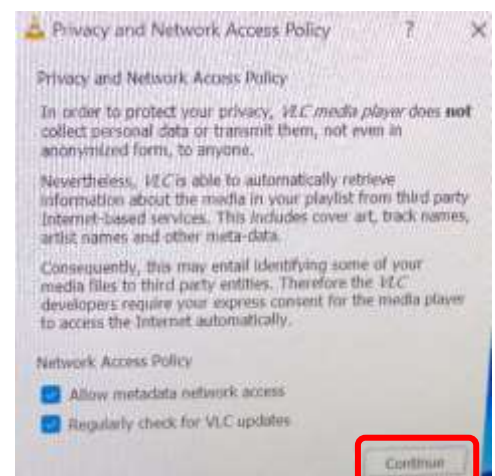 Privacy and Network Access Policy ? ×
Privacy and Network Access Policy
In order to protect your privacy, VLC media player does not
collect personal data or transmit them, not even in
anonymized form, to anyone.
Nevertheless, VLC is able to automatically retrieve
information about the media in your playlist from third party
Internet-based services. This includes cover art, track names,
artist names and other meta-data.
Consequently, this may entail identifying some of your
media files to third party entities. Therefore the VLC
developers require your express consent for the media player
to access the Internet automatically.
Network Access Policy
Allow metadata network access
Regularly check for VLC updates
Continue